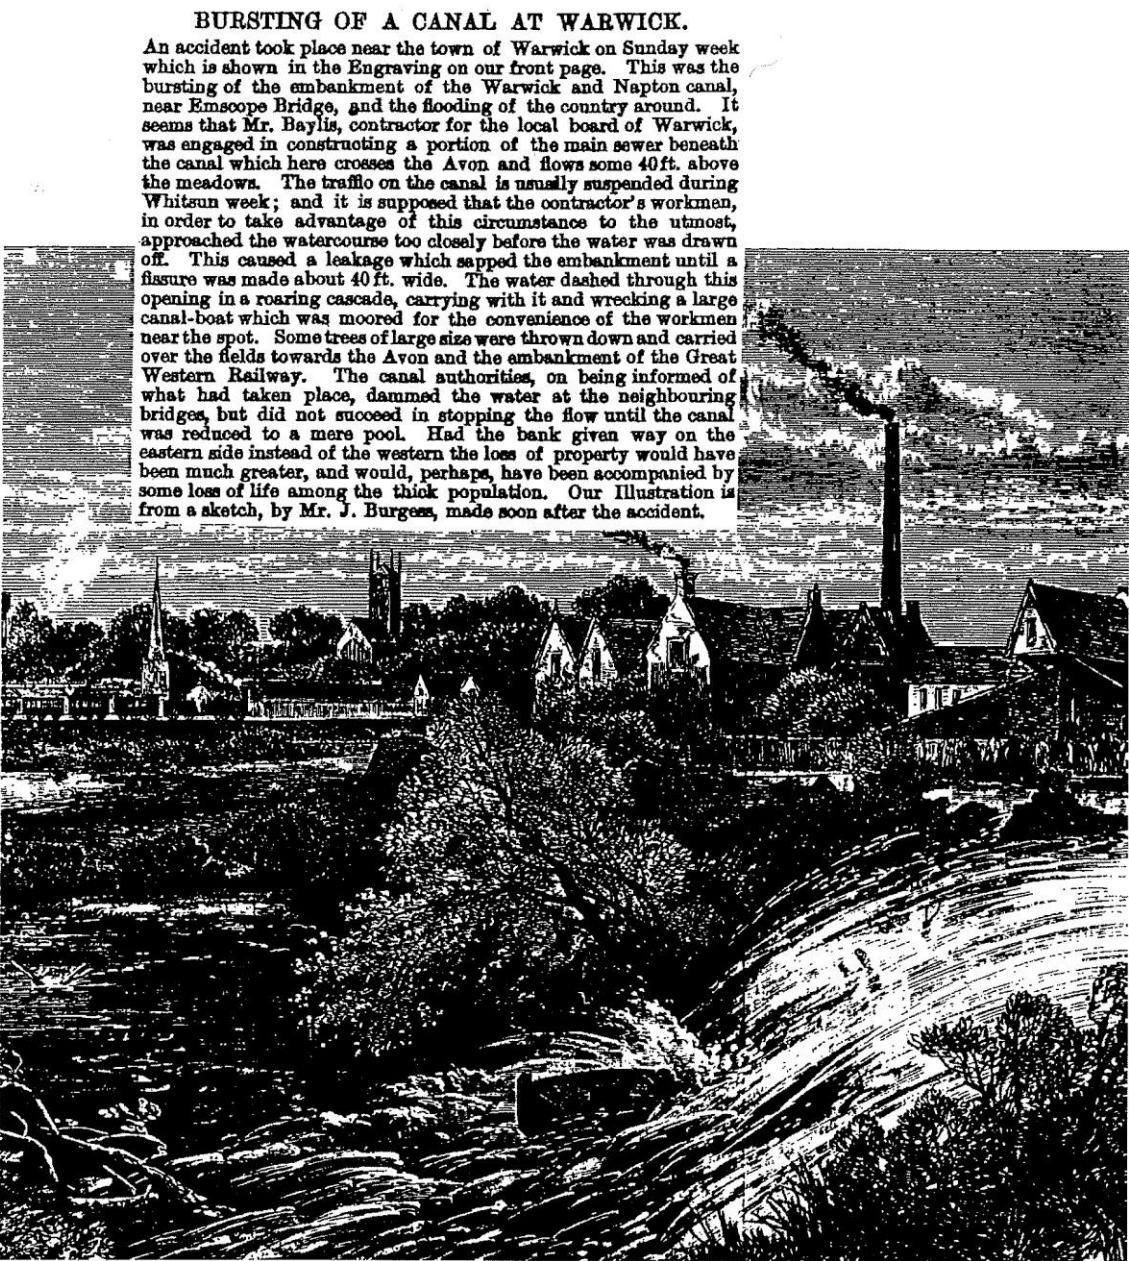 BURSTING OF A CANAL AT WARWICK.
An accident took place near the town of Warwick on Sunday week
which is shown in the Engraving on our front page. This was the
bursting of the embankment of the Warwick and Napton canal,
near Emscope Bridge, and the flooding of the country around. It
seems that Mr. Baylis, contractor for the local board of Warwick,
was engaged in constructing a portion of the main sewer beneath
the canal which here crosses the Avon and flows some 40ft. above
the meadows. The traffic on the canal is usually suspended during
Whitsun week; and it is supposed that the contractor's workmen,
in order to take advantage of this circumstance to the utmost,
approached the watercourse too closely before the water was drawn
off. This caused a leakage which sapped the embankment until a
fissure was made about 40ft. wide. The water dashed through this
opening in a roaring cascade, carrying with it and wrecking a large
canal-boat which was moored for the convenience of the workmen
near the spot. Some trees of large size were thrown down and carried
over the fields towards the Avon and the embankment of the Great
Western Railway. The canal authorities, on being informed of
what had taken place, dammed the water at the neighbouring
bridges, but did not succeed in stopping the flow until the canal
was reduced to a mere pool. Had the bank given way on the
eastern side instead of the western the loss of property would have
been much greater, and would, perhaps, have been accompanied by
some loss of life among the thick population. Our Illustration is
from a sketch, by Mr. J. Burgess, made soon after the accident.